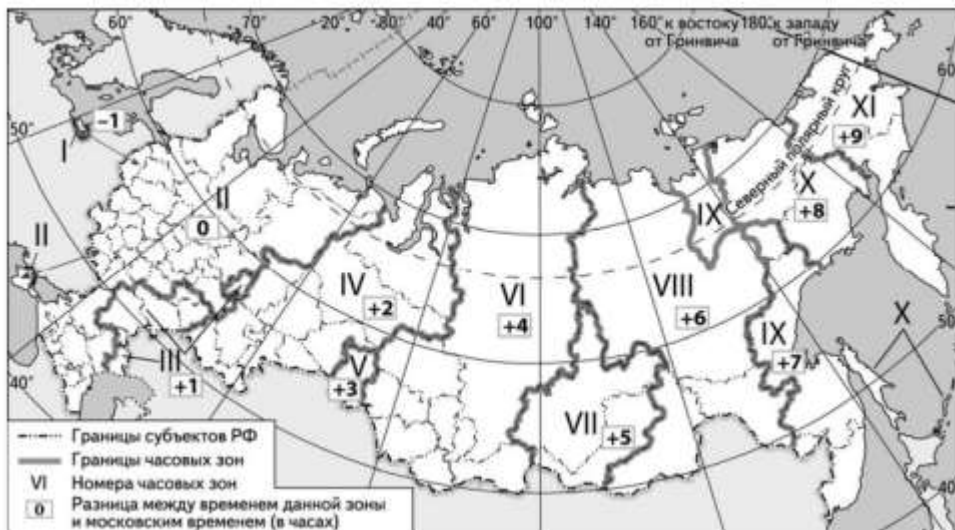 60° 20° 40° 60° 80° 100° 120° 140° 160° к востоку 180° к западу
от Гринвича от Гринвича
60°
50°
–1
I
II
0
II
Северный полярный круг
XI
+9
X
+8
IX
IV
+2
VI
+4
VIII
+6
X
50°
IX
+7
V
+3
III
+1
40°
VII
+5
40°
Границы субъектов РФ
Границы часовых зон
VI Номера часовых зон
0 Разница между временем данной зоны
и московским временем (в часах)